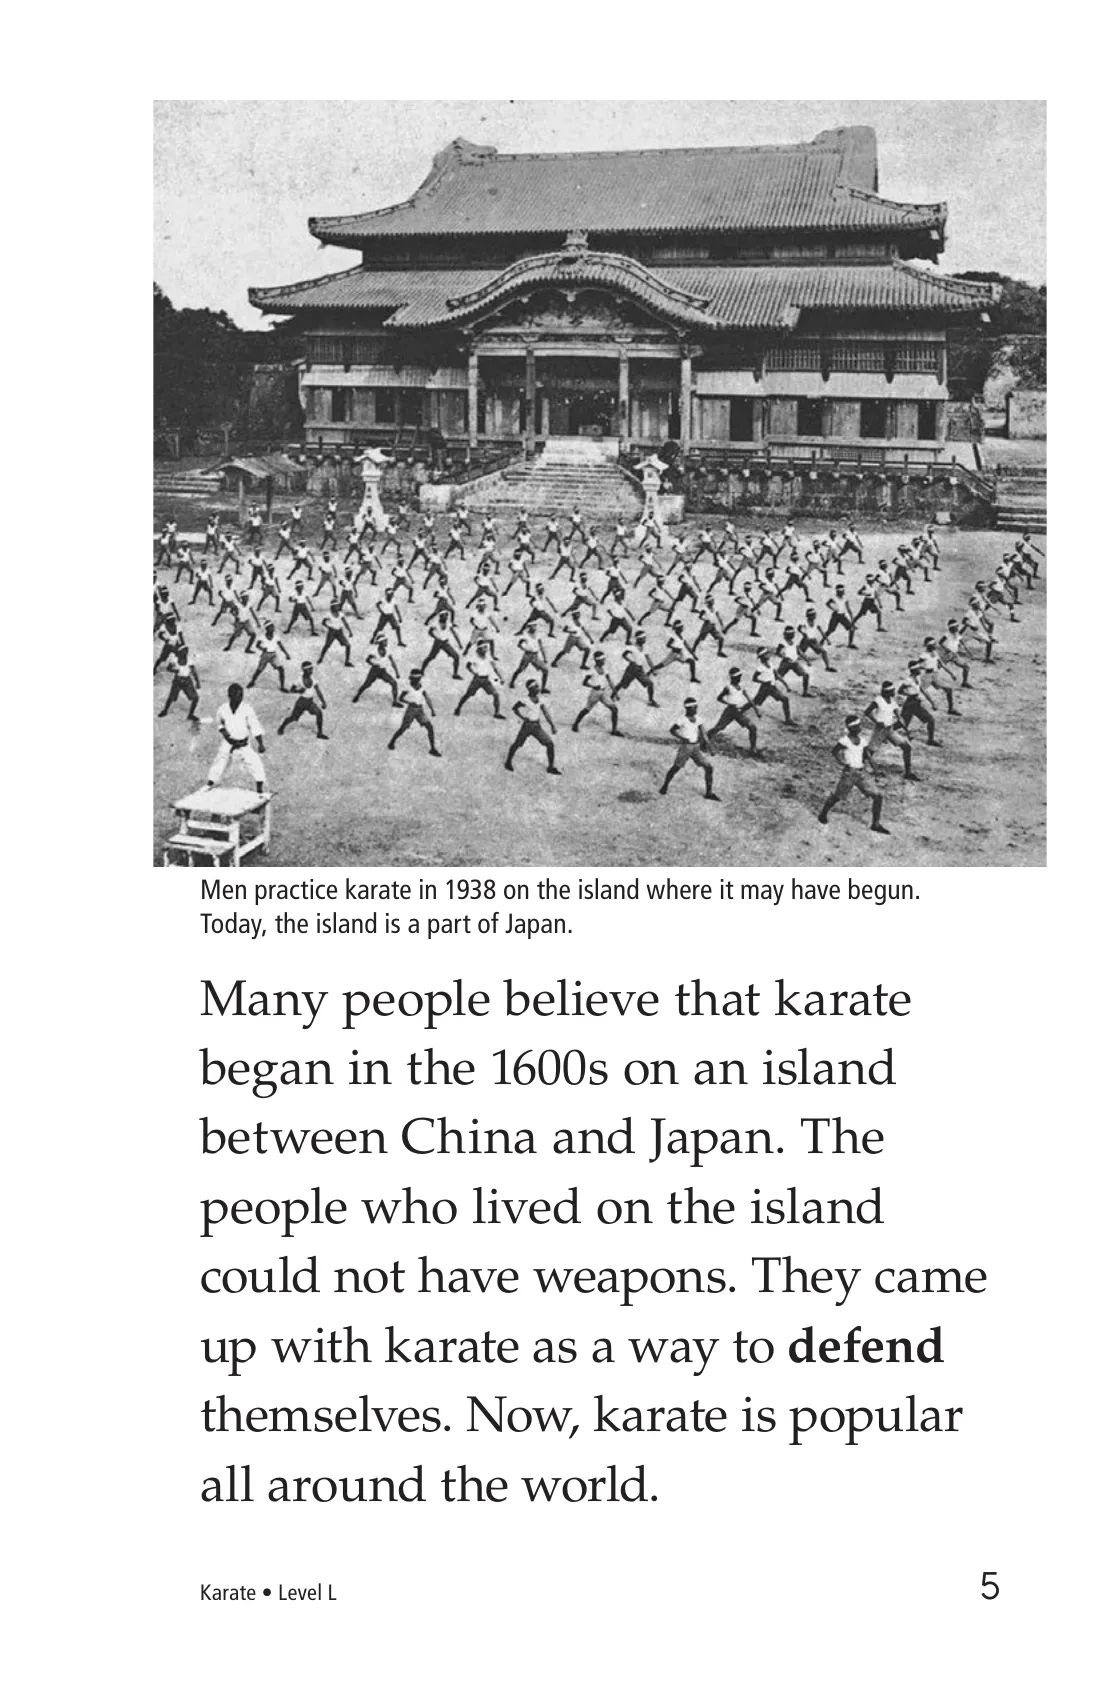 Men practice karate in 1938 on the island where it may have begun.
Today, the island is a part of Japan.
Many people believe that karate
began in the 1600s on an island
between China and Japan. The
people who lived on the island
could not have weapons. They came
up with karate as a way to defend
themselves. Now, karate is popular
all around the world.
Karate • Level L
5